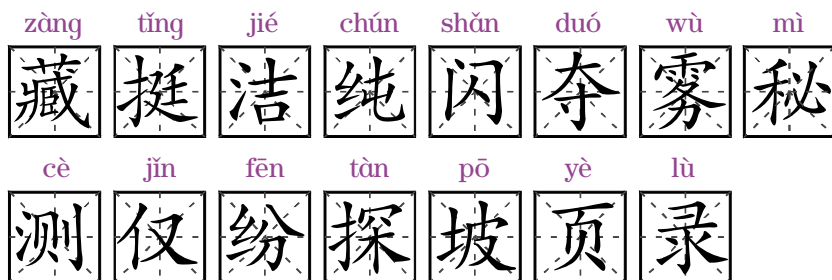 zàng tǐng jié chún shǎn duó wù mì
藏 挺 洁 纯 闪 夺 雾 秘
cè jǐn fēn tàn pō yè lù
测 仅 纷 探 坡 页 录